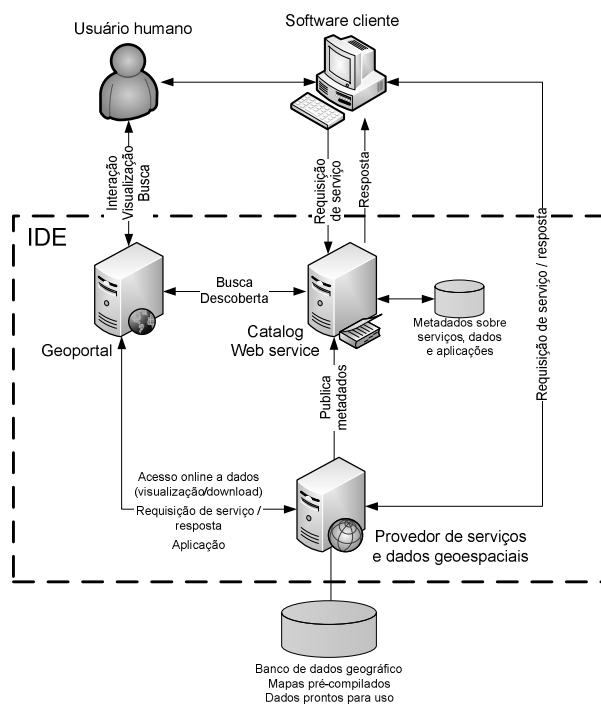 Usuário humano
Software cliente
Interação
Visualização
Busca
Requisição
de serviço
Resposta
Requisição de serviço / resposta
IDE
Busca
Descoberta
Geoportal
Catalog
Web service
Metadados sobre
serviços, dados
e aplicações
Publica
metadados
Acesso online a dados
(visualização/download)
Requisição de serviço /
resposta
Aplicação
Provedor de serviços
e dados geoespaciais
Banco de dados geográfico
Mapas pré-compilados
Dados prontos para uso